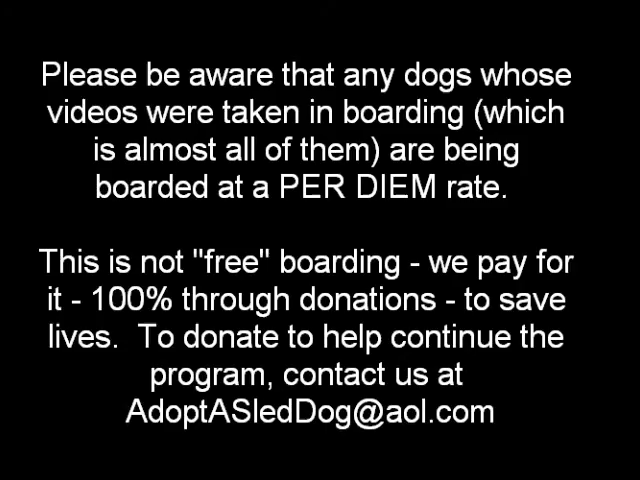 Please be aware that any dogs whose
videos were taken in boarding (which
is almost all of them) are being
boarded at a PER DIEM rate.
This is not "free" boarding - we pay for
it - 100% through donations - to save
lives.  To donate to help continue the
program, contact us at
AdoptASledDog@aol.com